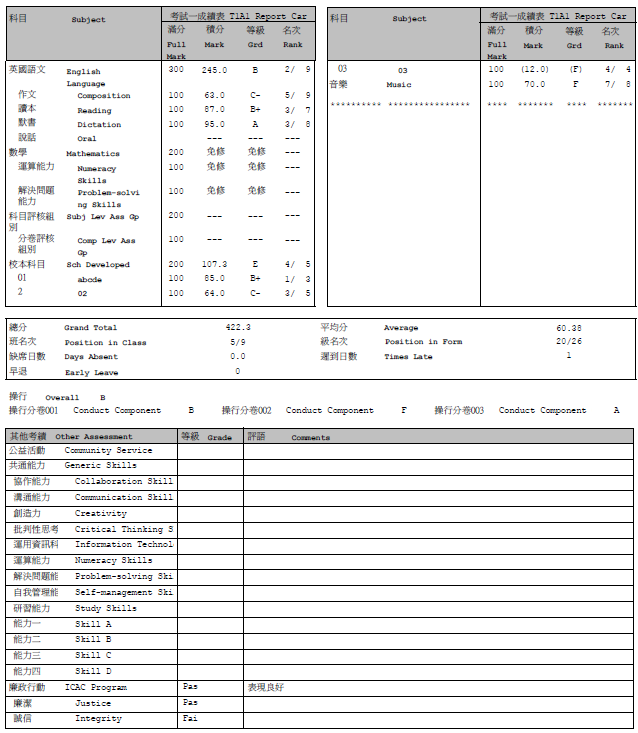 科目 Subject 考試一成績表 T1A1 Report Car
滿分 積分 等級 名次
Full Mark Mark Grd Rank
英國語文 English Language 300 245.0 B 2/ 9
作文 Composition 100 63.0 C- 5/ 9
讀本 Reading 100 87.0 B+ 3/ 7
默書 Dictation 100 95.0 A 3/ 8
說話 Oral --- --- ---
數學 Mathematics 200 免修 免修 ---
運算能力 Numeracy Skills 100 免修 免修 ---
解決問題能力 Problem-solving Skills 100 免修 免修 ---
科目評核組別 Subj Lev Ass Gp 200 --- --- ---
分卷評核組別 Comp Lev Ass Gp 100 --- --- ---
校本科目 Sch Developed 200 107.3 E 4/ 5
01 abcde 100 85.0 B+ 1/ 3
2 02 100 64.0 C- 3/ 5
科目 Subject 考試一成績表 T1A1 Report Car
滿分 積分 等級 名次
Full Mark Mark Grd Rank
03 03 100 (12.0) (F) 4/ 4
音樂 Music 100 70.0 F 7/ 8
********** **************** **** ******* **** *******
總分 Grand Total 422.3 平均分 Average 60.38
班名次 Position in Class 5/9 級名次 Position in Form 20/26
缺席日數 Days Absent 0.0 遲到日數 Times Late 1
早退 Early Leave 0
操行 Overall B
操行分卷001 Conduct Component B 操行分卷002 Conduct Component F 操行分卷003 Conduct Component A
其他考績 Other Assessment 等級 Grade 評語 Comments
公益活動 Community Service
共通能力 Generic Skills
協作能力 Collaboration Skill
溝通能力 Communication Skill
創造力 Creativity
批判性思考 Critical Thinking S
運用資訊科 Information Technol
運算能力 Numeracy Skills
解決問題能 Problem-solving Ski
自我管理能 Self-management Ski
研習能力 Study Skills
能力一 Skill A
能力二 Skill B
能力三 Skill C
能力四 Skill D
廉政行動 ICAC Program Pas 表現良好
廉潔 Justice Pas
誠信 Integrity Fai